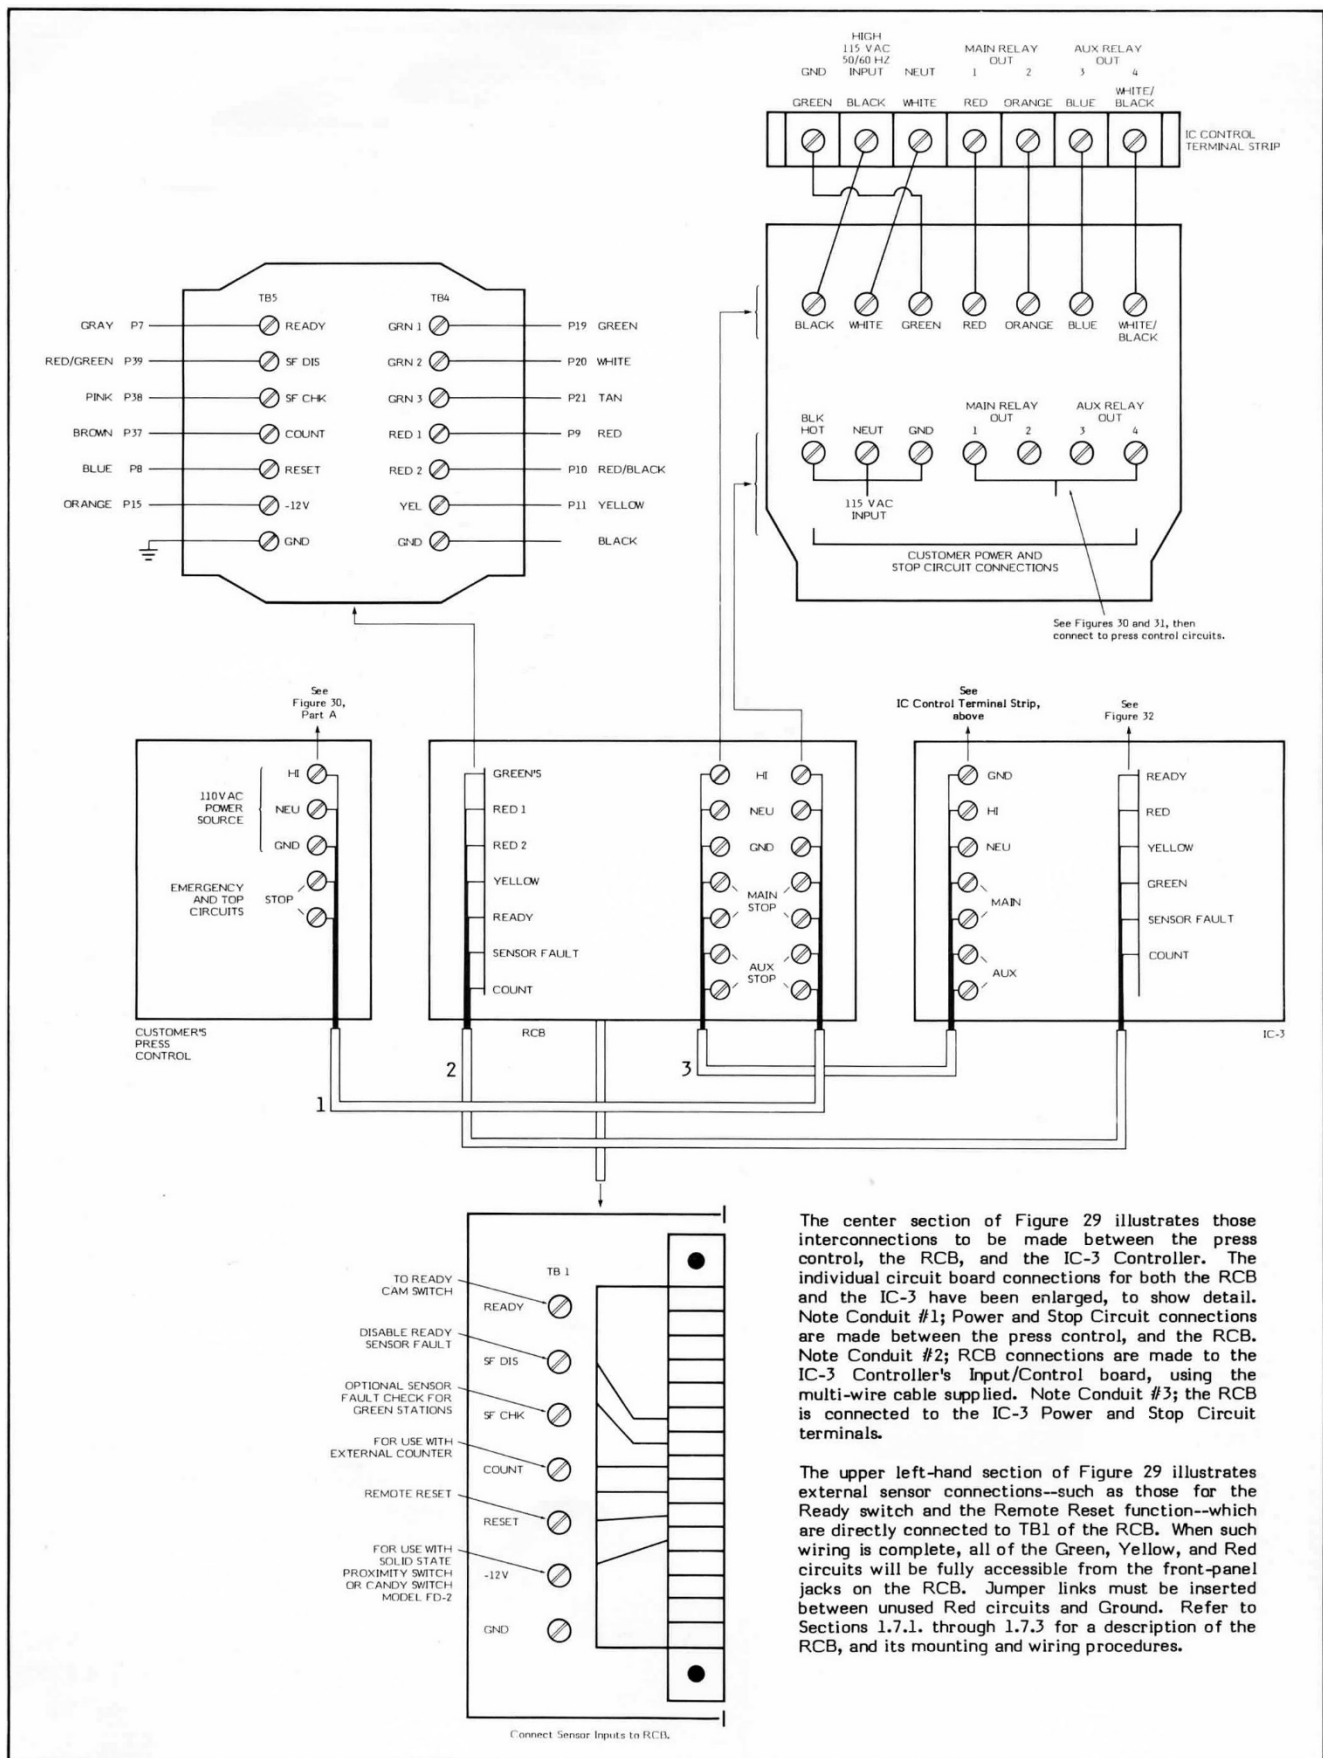 HIGH
115 VAC
50/60 HZ
INPUT
GND
NEUT
MAIN RELAY
OUT
1 2
AUX RELAY
OUT
3 4
GREEN BLACK WHITE RED ORANGE BLUE WHITE/
BLACK
IC CONTROL
TERMINAL STRIP
BLACK WHITE GREEN RED ORANGE BLUE WHITE/
BLACK
BLK
HOT
NEUT
GND
MAIN RELAY
OUT
1 2
AUX RELAY
OUT
3 4
115 VAC
INPUT
CUSTOMER POWER AND
STOP CIRCUIT CONNECTIONS
See Figures 30 and 31, then
connect to press control circuits.
TB5 TB4
GRAY P7 READY GRN 1 P19 GREEN
RED/GREEN P39 SF DIS GRN 2 P20 WHITE
PINK P38 SF CHK GRN 3 P21 TAN
BROWN P37 COUNT RED 1 P9 RED
BLUE P8 RESET RED 2 P10 RED/BLACK
ORANGE P15 -12V YEL P11 YELLOW
GND GND BLACK
See
Figure 30,
Part A
HI
NEU
GND
110VAC
POWER
SOURCE
EMERGENCY
AND TOP
CIRCUITS
STOP
CUSTOMER'S
PRESS
CONTROL
GREEN'S
RED 1
RED 2
YELLOW
READY
SENSOR FAULT
COUNT
HI
NEU
GND
MAIN
STOP
AUX
STOP
RCB
See
IC Control Terminal Strip,
above
See
Figure 32
GND
HI
NEU
MAIN
AUX
READY
RED
YELLOW
GREEN
SENSOR FAULT
COUNT
IC-3
1
2
3
TB 1
TO READY
CAM SWITCH
READY
DISABLE READY
SENSOR FAULT
SF DIS
OPTIONAL SENSOR
FAULT CHECK FOR
GREEN STATIONS
SF CHK
FOR USE WITH
EXTERNAL COUNTER
COUNT
REMOTE RESET
RESET
FOR USE WITH
SOLID STATE
PROXIMITY SWITCH
OR CANDY SWITCH
MODEL FD-2
-12V
GND
Connect Sensor Inputs to RCB.
The center section of Figure 29 illustrates those
interconnections to be made between the press
control, the RCB, and the IC-3 Controller. The
individual circuit board connections for both the RCB
and the IC-3 have been enlarged, to show detail.
Note Conduit #1; Power and Stop Circuit connections
are made between the press control, and the RCB.
Note Conduit #2; RCB connections are made to the
IC-3 Controller's Input/Control board, using the
multi-wire cable supplied. Note Conduit #3; the RCB
is connected to the IC-3 Power and Stop Circuit
terminals.
The upper left-hand section of Figure 29 illustrates
external sensor connections--such as those for the
Ready switch and the Remote Reset function--which
are directly connected to TB1 of the RCB. When such
wiring is complete, all of the Green, Yellow, and Red
circuits will be fully accessible from the front-panel
jacks on the RCB. Jumper links must be inserted
between unused Red circuits and Ground. Refer to
Sections 1.7.1. through 1.7.3 for a description of the
RCB, and its mounting and wiring procedures.